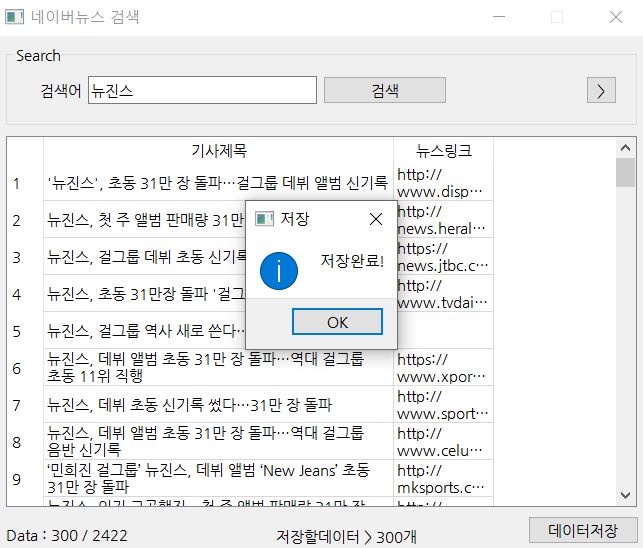 네이버뉴스 검색
Search
검색어 뉴진스 검색 >
기사제목 뉴스링크
1 '뉴진스', 초동 31만 장 돌파…걸그룹 데뷔 앨범 신기록 http://
www.disp…
2 뉴진스, 첫 주 앨범 판매량 31만 http://
news.heral…
3 뉴진스, 걸그룹 데뷔 초동 신기록 https://
news.jtbc.c…
4 뉴진스, 초동 31만장 돌파 '걸그 http://
www.tvdai…
5 뉴진스, 걸그룹 역사 새로 쓴다…
6 뉴진스, 데뷔 앨범 초동 31만 장 돌파…역대 걸그룹
초동 11위 직행 https://
www.xpor…
7 뉴진스, 데뷔 초동 신기록 썼다…31만 장 돌파 http://
www.sport…
8 뉴진스, 데뷔 앨범 초동 31만 장 돌파…역대 걸그룹
음반 신기록 http://
www.celu…
9 ‘민희진 걸그룹’ 뉴진스, 데뷔 앨범 ‘New Jeans’ 초동
31만 장 돌파 http://
mksports.c…
저장
저장완료!
OK
Data : 300 / 2422 저장할데이터 > 300개 데이터저장